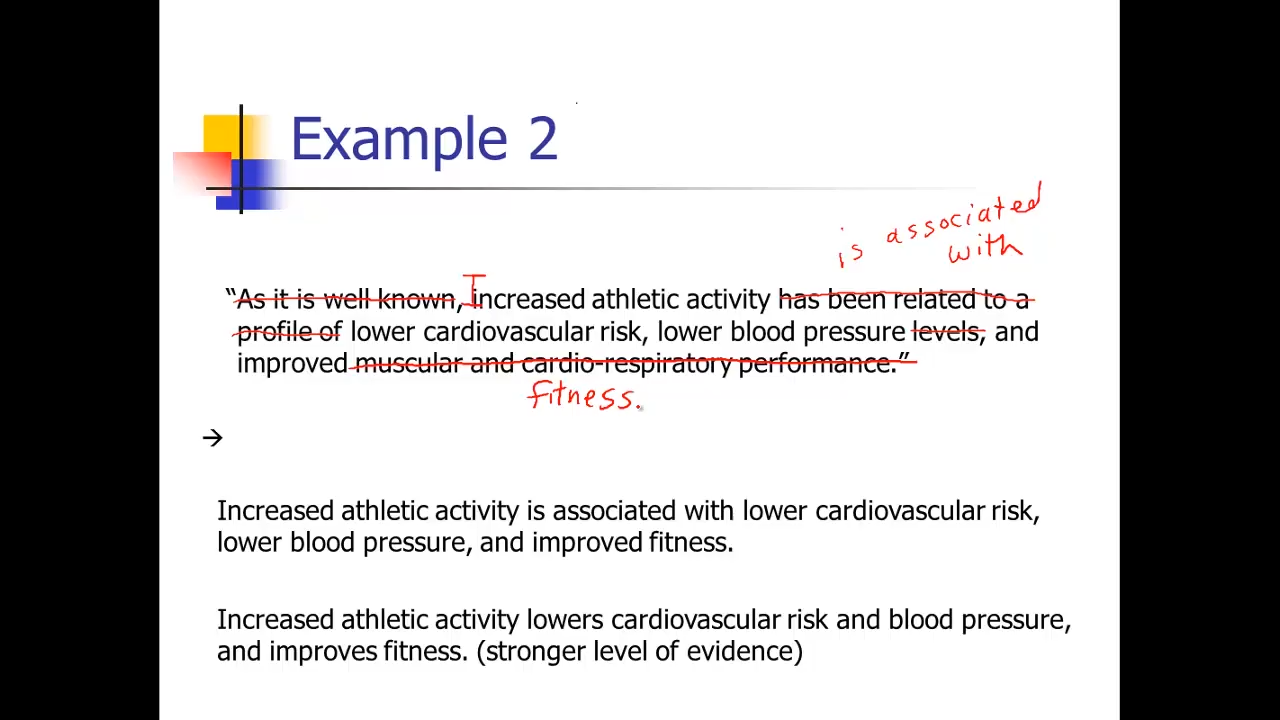 Example 2
is associated
with
I
“As it is well known, increased athletic activity has been related to a
profile of lower cardiovascular risk, lower blood pressure levels, and
improved muscular and cardio-respiratory performance.”
fitness.
→
Increased athletic activity is associated with lower cardiovascular risk,
lower blood pressure, and improved fitness.
Increased athletic activity lowers cardiovascular risk and blood pressure,
and improves fitness. (stronger level of evidence)